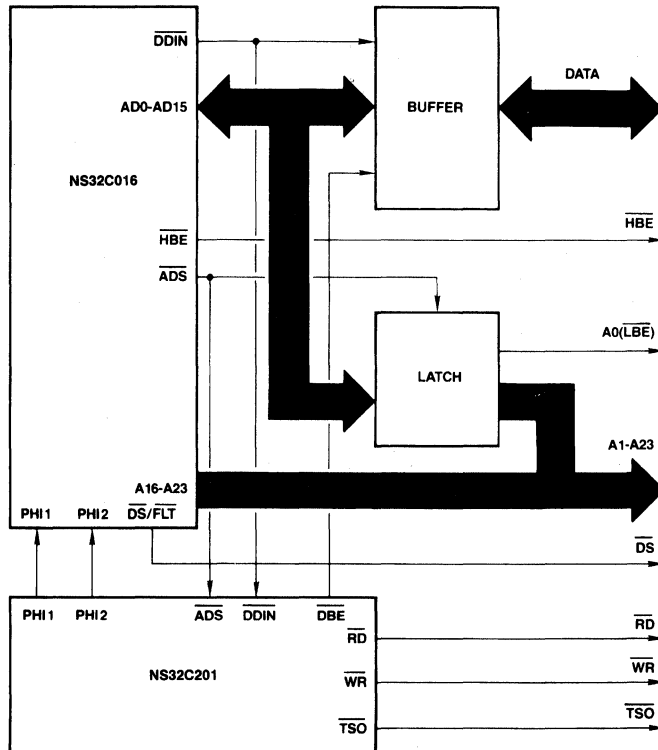 DDIN
DATA
AD0-AD15
BUFFER
NS32C016
HBE
HBE
ADS
A0(LBE)
LATCH
A1-A23
A16-A23
PHI1 PHI2 DS/FLT
DS
PHI1 PHI2 ADS DDIN DBE
RD
RD
NS32C201
WR
WR
TSO
TSO